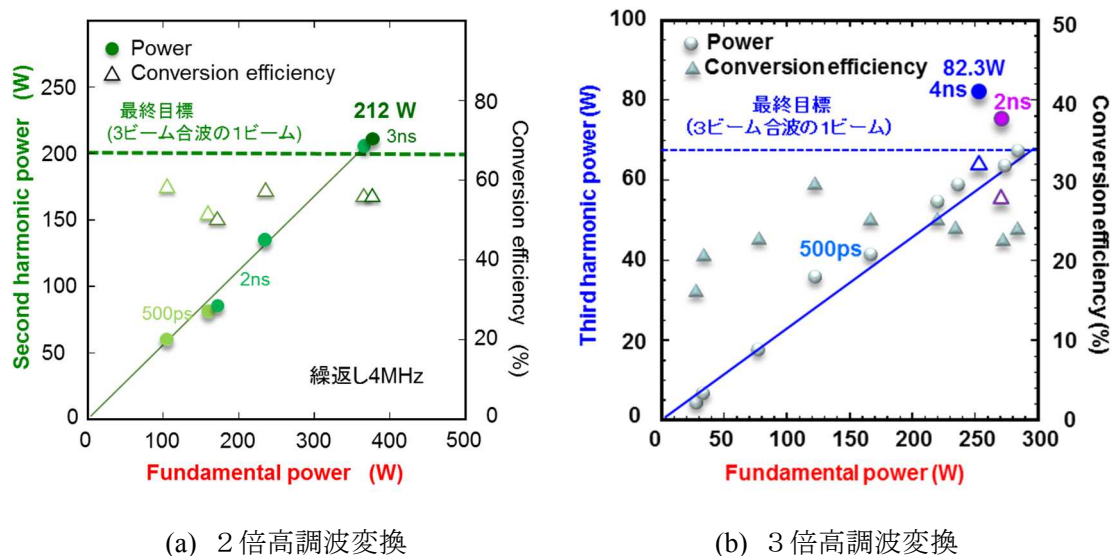 Power
Conversion efficiency
最終目標
(3ビーム合波の1ビーム)
212 W
3ns
2ns
500ps
繰返し4MHz
Second harmonic power (W)
250
200
150
100
50
0
Conversion efficiency (%)
80
60
40
20
0
0 100 200 300 400 500
Fundamental power (W)
(a) 2倍高調波変換
Power
Conversion efficiency
82.3W
4ns
2ns
最終目標
(3ビーム合波の1ビーム)
500ps
Third harmonic power (W)
100
80
60
40
20
0
Conversion efficiency (%)
50
40
30
20
10
0
0 50 100 150 200 250 300
Fundamental power (W)
(b) 3倍高調波変換